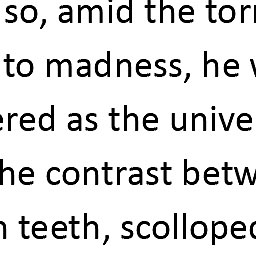 so, amid the torr
to madness, he
ered as the unive
he contrast betw
n teeth, scolloped